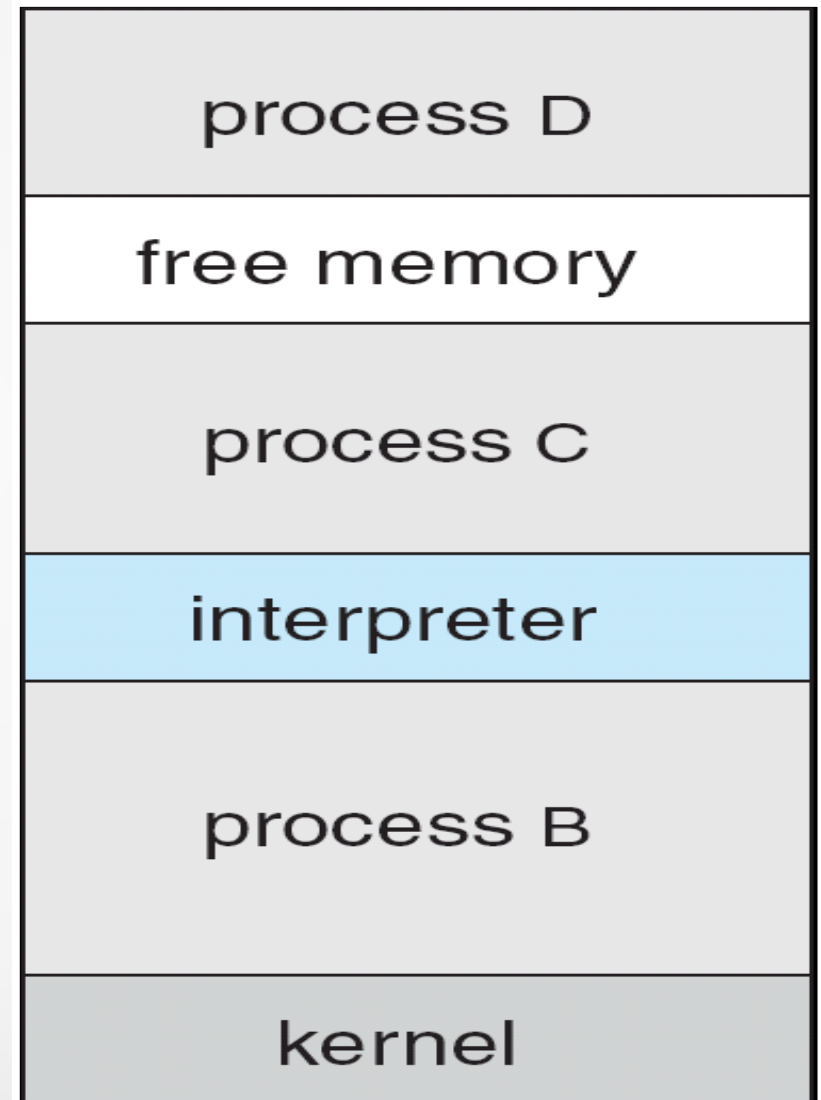 process D
free memory
process C
interpreter
process B
kernel